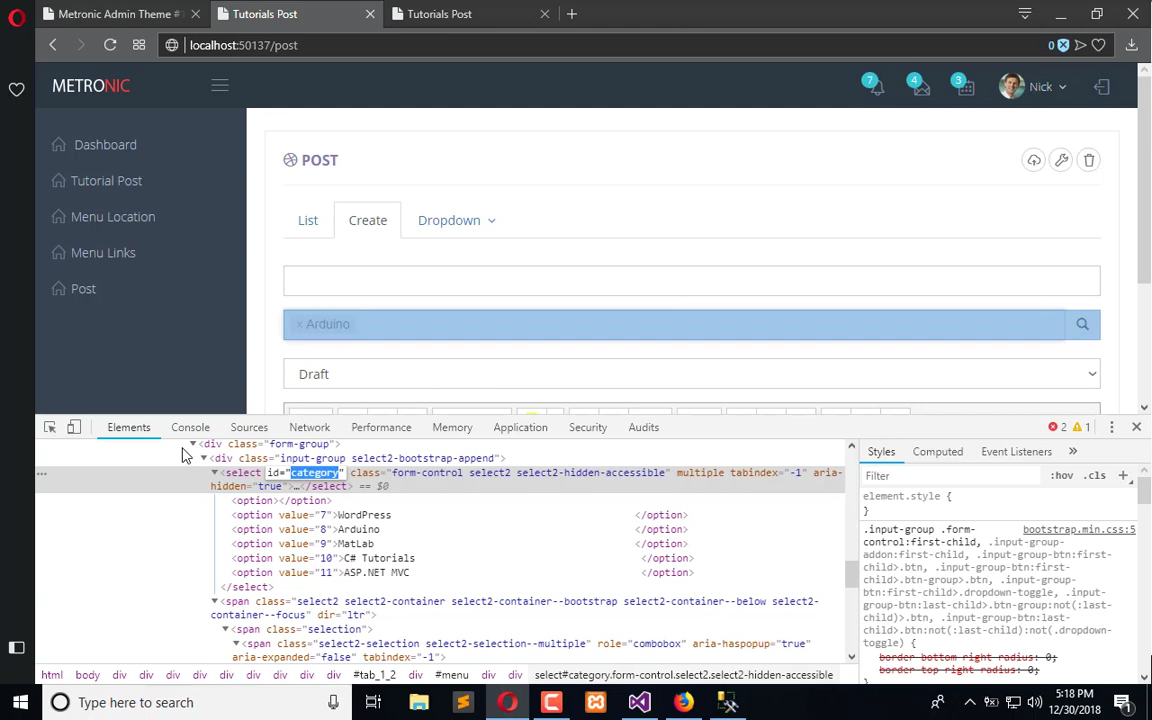 Metronic Admin Theme # ×
Tutorials Post ×
Tutorials Post ×
localhost:50137/post
0
METRONIC
7
4
3
Nick
Dashboard
Tutorial Post
Menu Location
Menu Links
Post
POST
List
Create
Dropdown
× Arduino
Draft
Elements Console Sources Network Performance Memory Application Security Audits
2 1
<div class="form-group">
<div class="input-group select2-bootstrap-append">
<select id="category" class="form-control select2 select2-hidden-accessible" multiple tabindex="-1" aria-
hidden="true">…</select> == $0
<option></option>
<option value="7">WordPress </option>
<option value="8">Arduino </option>
<option value="9">MatLab </option>
<option value="10">C# Tutorials </option>
<option value="11">ASP.NET MVC </option>
</select>
<span class="select2 select2-container select2-container--bootstrap select2-container--below select2-
container--focus" dir="ltr">
<span class="selection">
<span class="select2-selection select2-selection--multiple" role="combobox" aria-haspopup="true"
aria-expanded="false" tabindex="-1">
html body div div div div div div div #tab_1_2 div #menu div div select#category.form-control.select2.select2-hidden-accessible
Styles Computed Event Listeners
Filter :hov .cls
element.style {
}
.input-group .form- bootstrap.min.css:5
control:first-child, .input-group-
addon:first-child, .input-group-btn:first-
child>.btn, .input-group-btn:first-
child>.btn-group>.btn, .input-group-
btn:first-child>.dropdown-toggle, .input-
group-btn:last-child>.btn-group:not(:last-
child)>.btn, .input-group-btn:last-
child>.btn:not(:last-child):not(.dropdown-
toggle) {
border-bottom-right-radius: 0;
border-top-right-radius: 0;
Type here to search
5:18 PM
12/30/2018
1